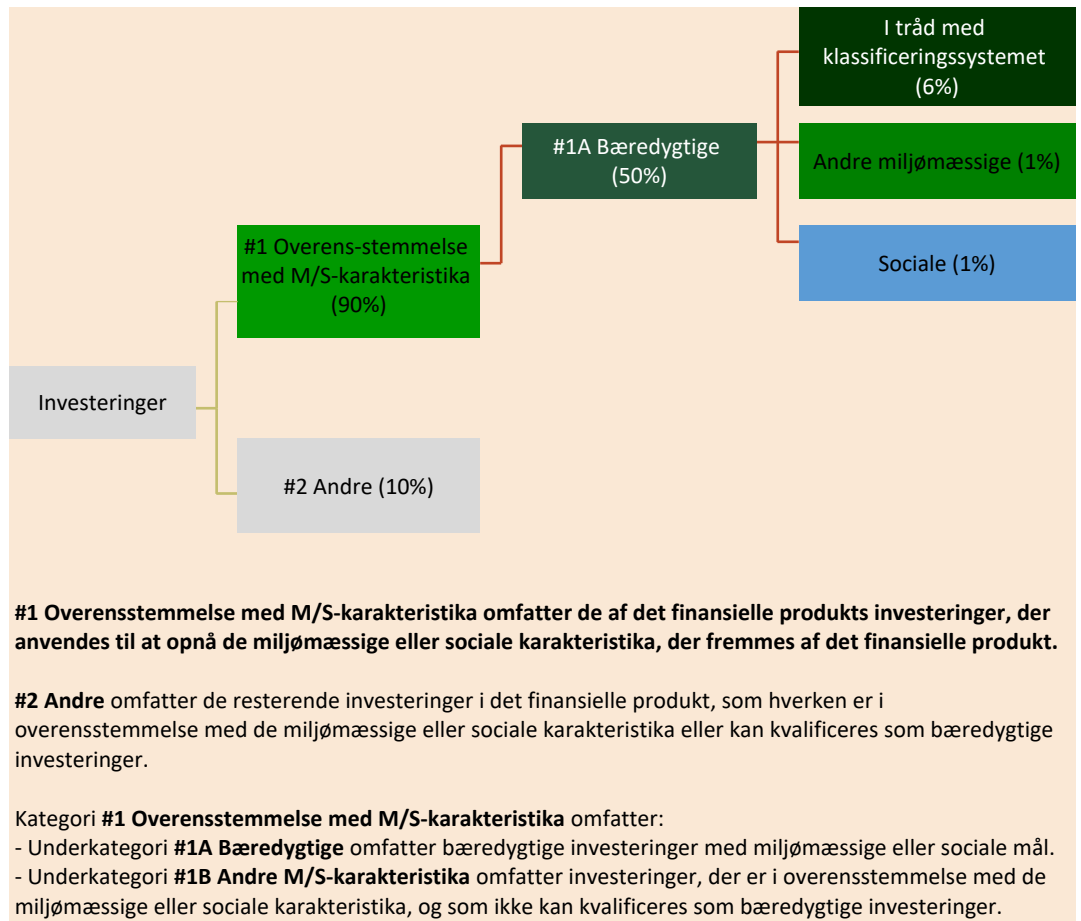 I tråd med
klassificeringssystemet
(6%)
#1A Bæredygtige
(50%)
Andre miljømæssige (1%)
#1 Overens-stemmelse
med M/S-karakteristika
(90%)
Sociale (1%)
Investeringer
#2 Andre (10%)
#1 Overensstemmelse med M/S-karakteristika omfatter de af det finansielle produkts investeringer, der
anvendes til at opnå de miljømæssige eller sociale karakteristika, der fremmes af det finansielle produkt.
#2 Andre omfatter de resterende investeringer i det finansielle produkt, som hverken er i
overensstemmelse med de miljømæssige eller sociale karakteristika eller kan kvalificeres som bæredygtige
investeringer.
Kategori #1 Overensstemmelse med M/S-karakteristika omfatter:
- Underkategori #1A Bæredygtige omfatter bæredygtige investeringer med miljømæssige eller sociale mål.
- Underkategori #1B Andre M/S-karakteristika omfatter investeringer, der er i overensstemmelse med de
miljømæssige eller sociale karakteristika, og som ikke kan kvalificeres som bæredygtige investeringer.